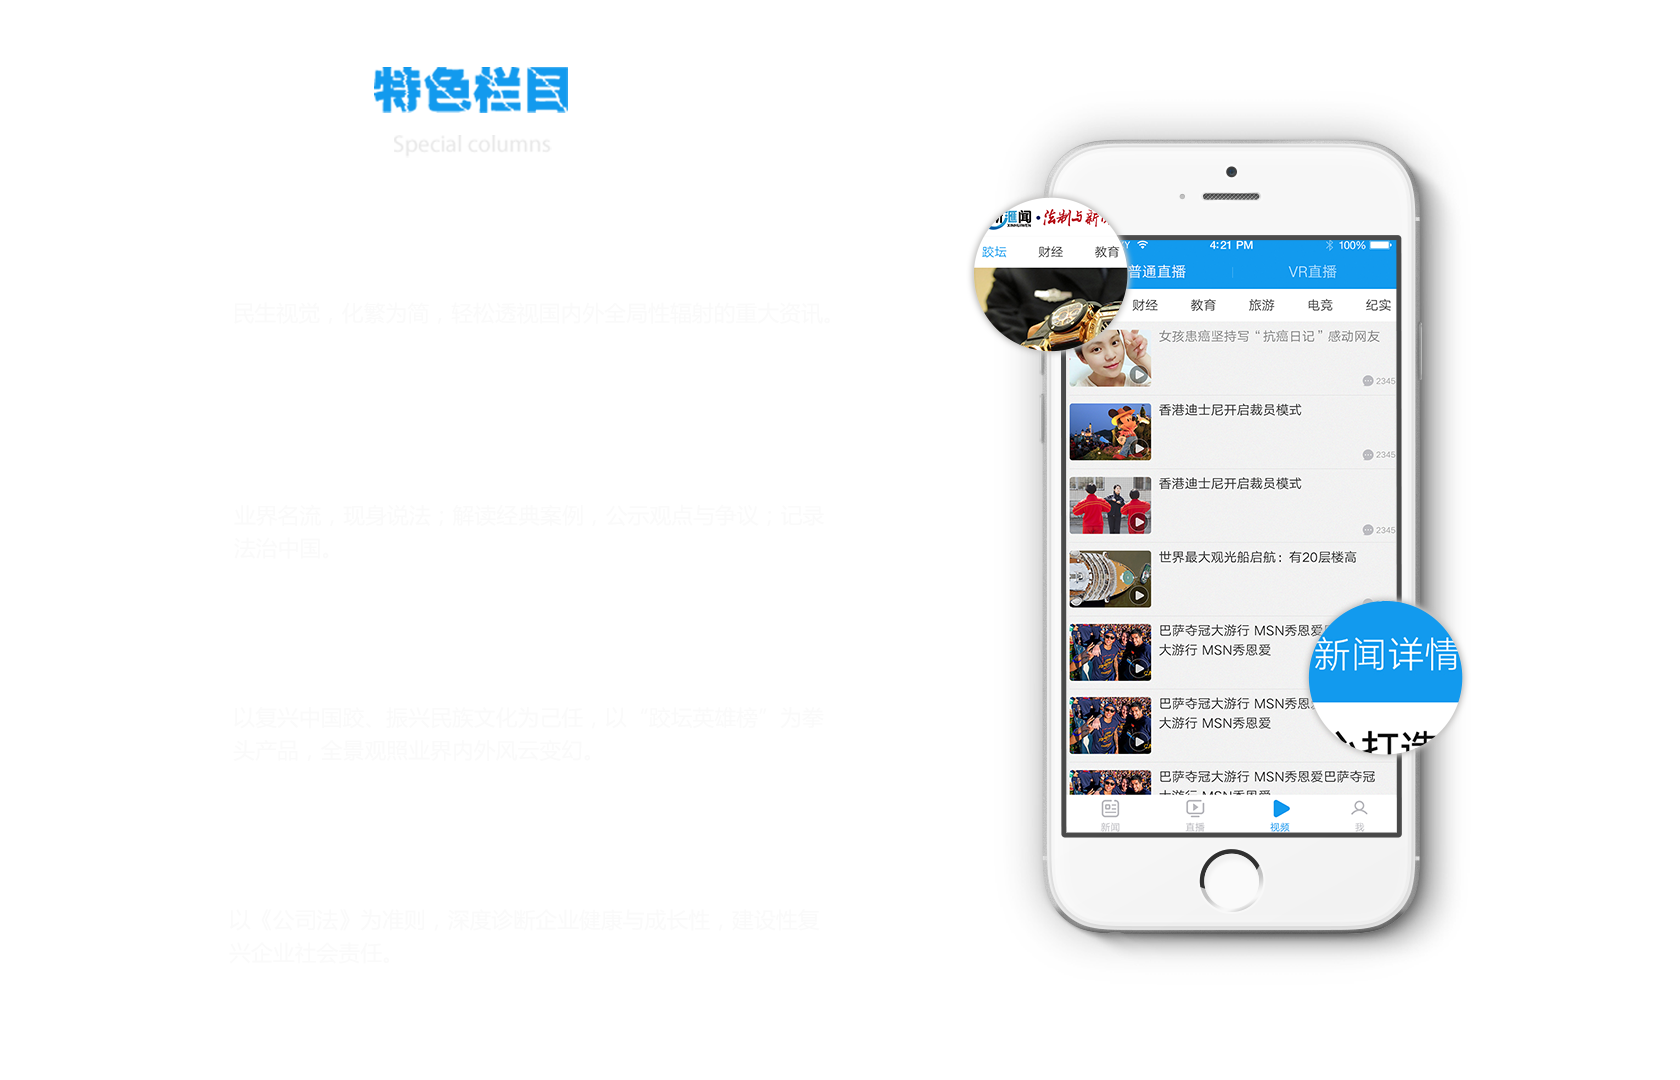 特色栏目
Special columns
民生视觉，化繁为简，轻松透视国内外全局性辐射的重大资讯。
业界名流，现身说法；解读经典案例，公示观点与争议；记录
法治中国。
以复兴中国政、振兴民族文化为己任，以“政坛英雄榜”为拳
头产品，全景观照业界内外风云变幻。
以《公司法》为准则，深度诊断企业健康与成长性，建设性复
兴企业社会责任。
汇闻·法制与新
胶坛 财经 教育
4:21 PM 100%
普通直播 VR直播
财经 教育 旅游 电竞 纪实
女孩患癌坚持写“抗癌日记”感动网友
2345
香港迪士尼开启裁员模式
2345
香港迪士尼开启裁员模式
2345
世界最大观光船启航：有20层楼高
巴萨夺冠大游行 MSN秀恩爱
大游行 MSN秀恩爱
巴萨夺冠大游行 MSN秀恩
大游行 MSN秀恩爱
巴萨夺冠大游行 MSN秀恩爱巴萨夺冠
大游行 MSN秀恩爱
新闻详情
打造
新闻 直播 视频 我